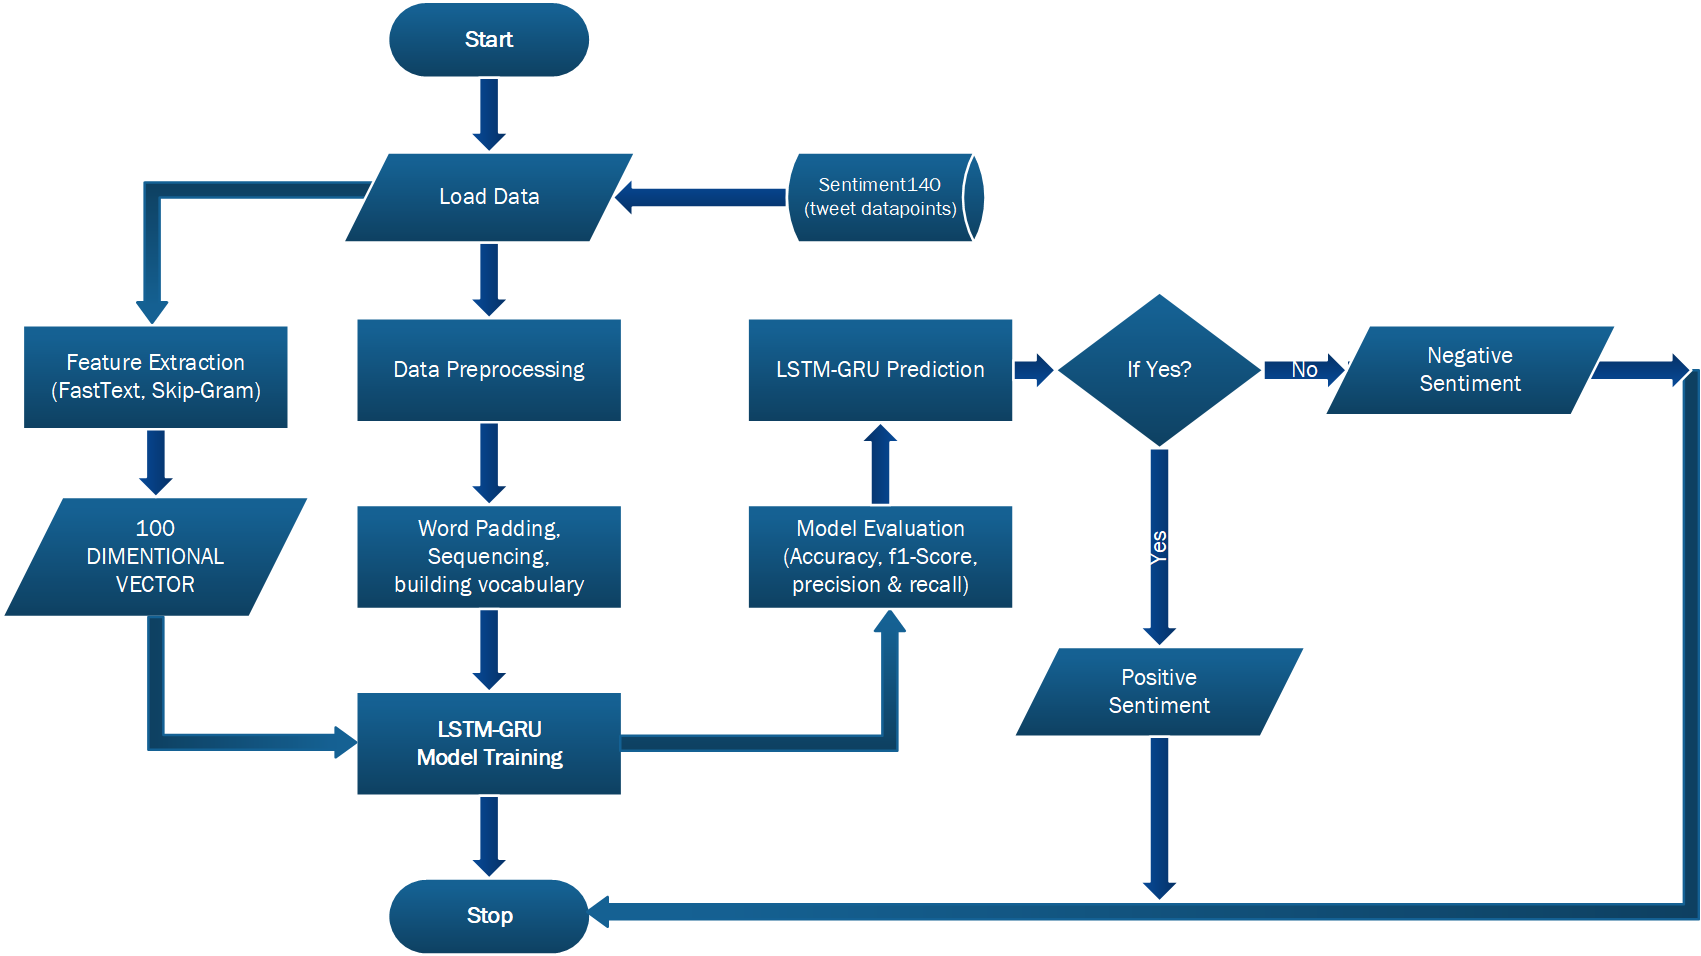 Start
Load Data
Sentiment140
(tweet datapoints)
Feature Extraction
(FastText, Skip-Gram)
Data Preprocessing
LSTM-GRU Prediction
If Yes?
No
Negative
Sentiment
100
DIMENTIONAL
VECTOR
Word Padding,
Sequencing,
building vocabulary
Model Evaluation
(Accuracy, f1-Score,
precision & recall)
Yes
Positive
Sentiment
LSTM-GRU
Model Training
Stop